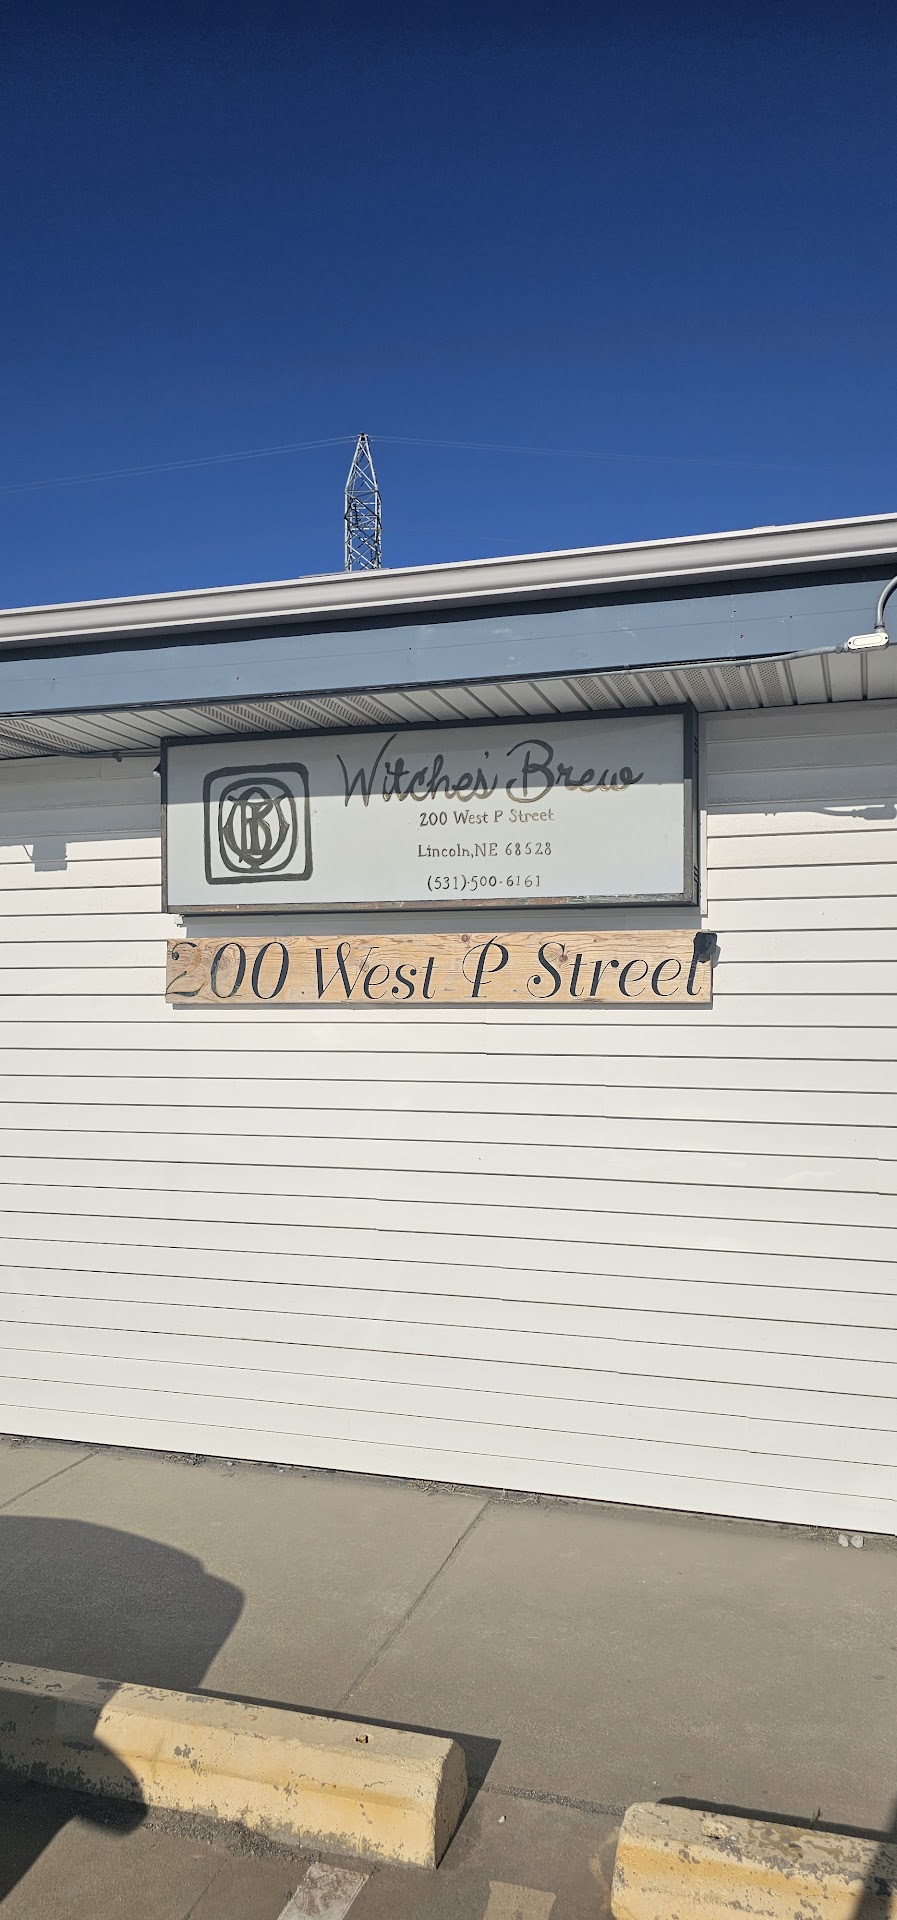 Witches' Brew
200 West P Street
Lincoln,NE 68528
(531)-500-6161
200 West P Street